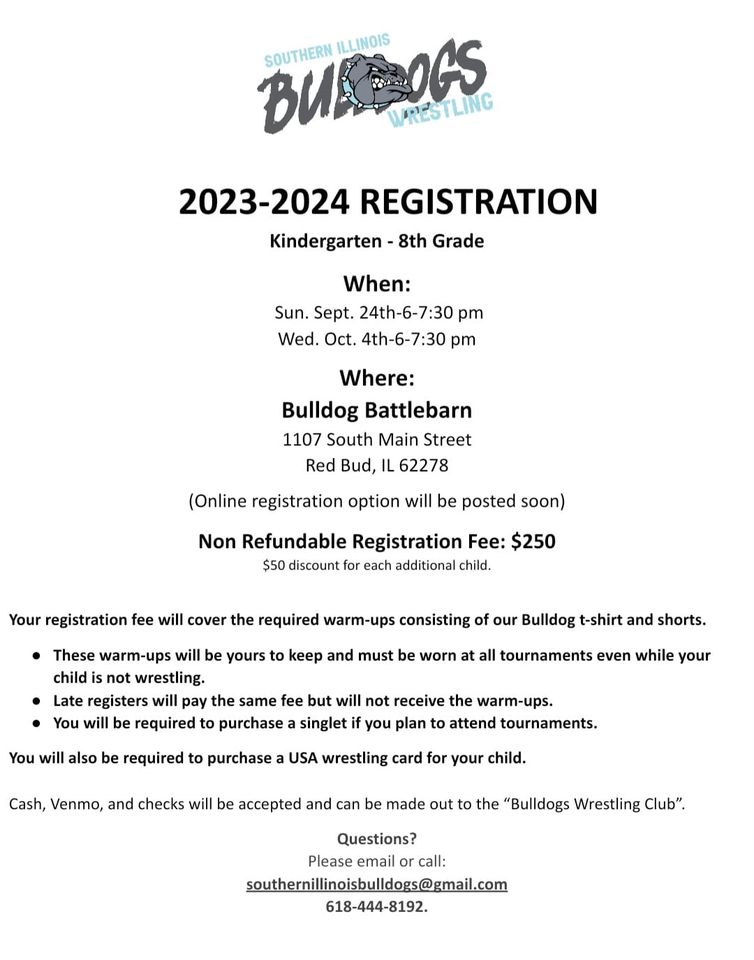 SOUTHERN ILLINOIS
BULLDOGS
WRESTLING
2023-2024 REGISTRATION
Kindergarten - 8th Grade
When:
Sun. Sept. 24th-6-7:30 pm
Wed. Oct. 4th-6-7:30 pm
Where:
Bulldog Battlebarn
1107 South Main Street
Red Bud, IL 62278
(Online registration option will be posted soon)
Non Refundable Registration Fee: $250
$50 discount for each additional child.
Your registration fee will cover the required warm-ups consisting of our Bulldog t-shirt and shorts.
● These warm-ups will be yours to keep and must be worn at all tournaments even while your
child is not wrestling.
● Late registers will pay the same fee but will not receive the warm-ups.
● You will be required to purchase a singlet if you plan to attend tournaments.
You will also be required to purchase a USA wrestling card for your child.
Cash, Venmo, and checks will be accepted and can be made out to the “Bulldogs Wrestling Club”.
Questions?
Please email or call:
southernillinoisbulldogs@gmail.com
618-444-8192.